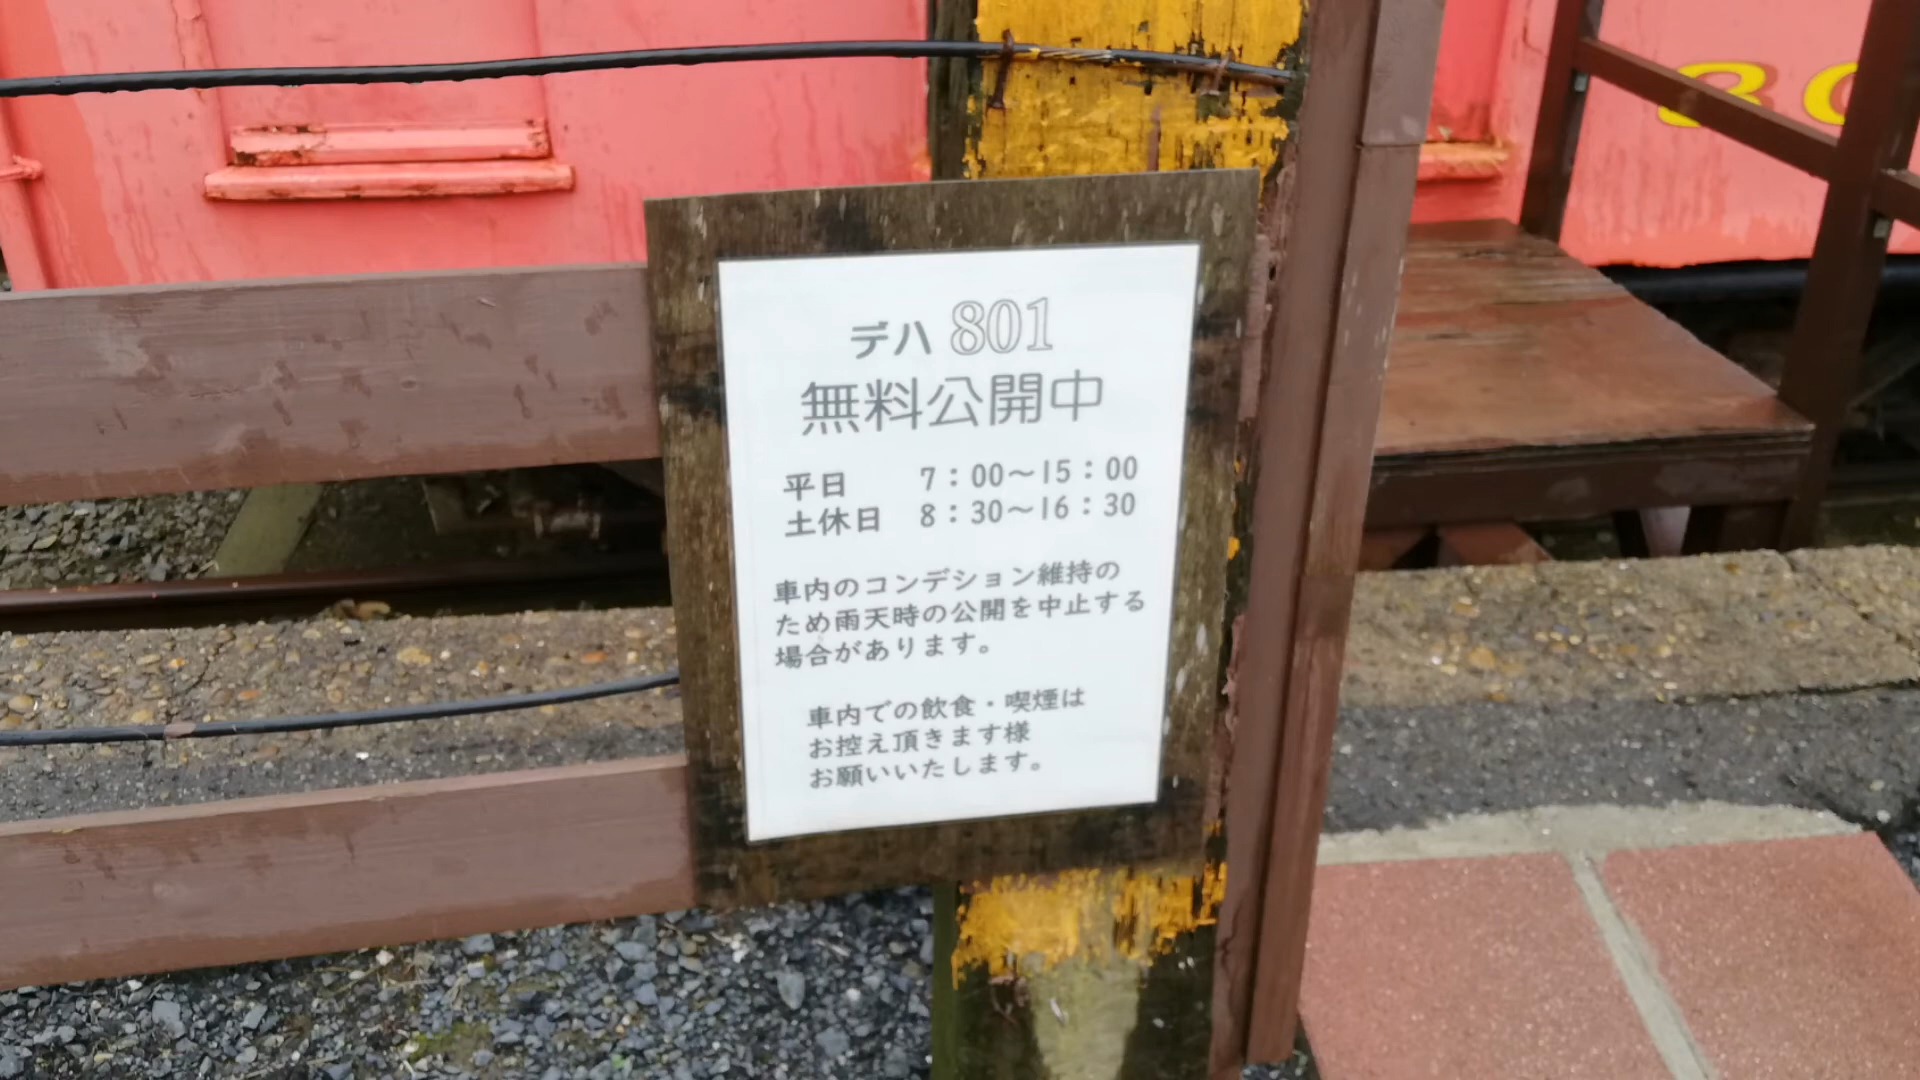 デハ 801
無料公開中
平日 7：00～15：00
土休日 8：30～16：30
車内のコンデション維持の
ため雨天時の公開を中止する
場合があります。
車内での飲食・喫煙は
お控え頂きます様
お願いいたします。